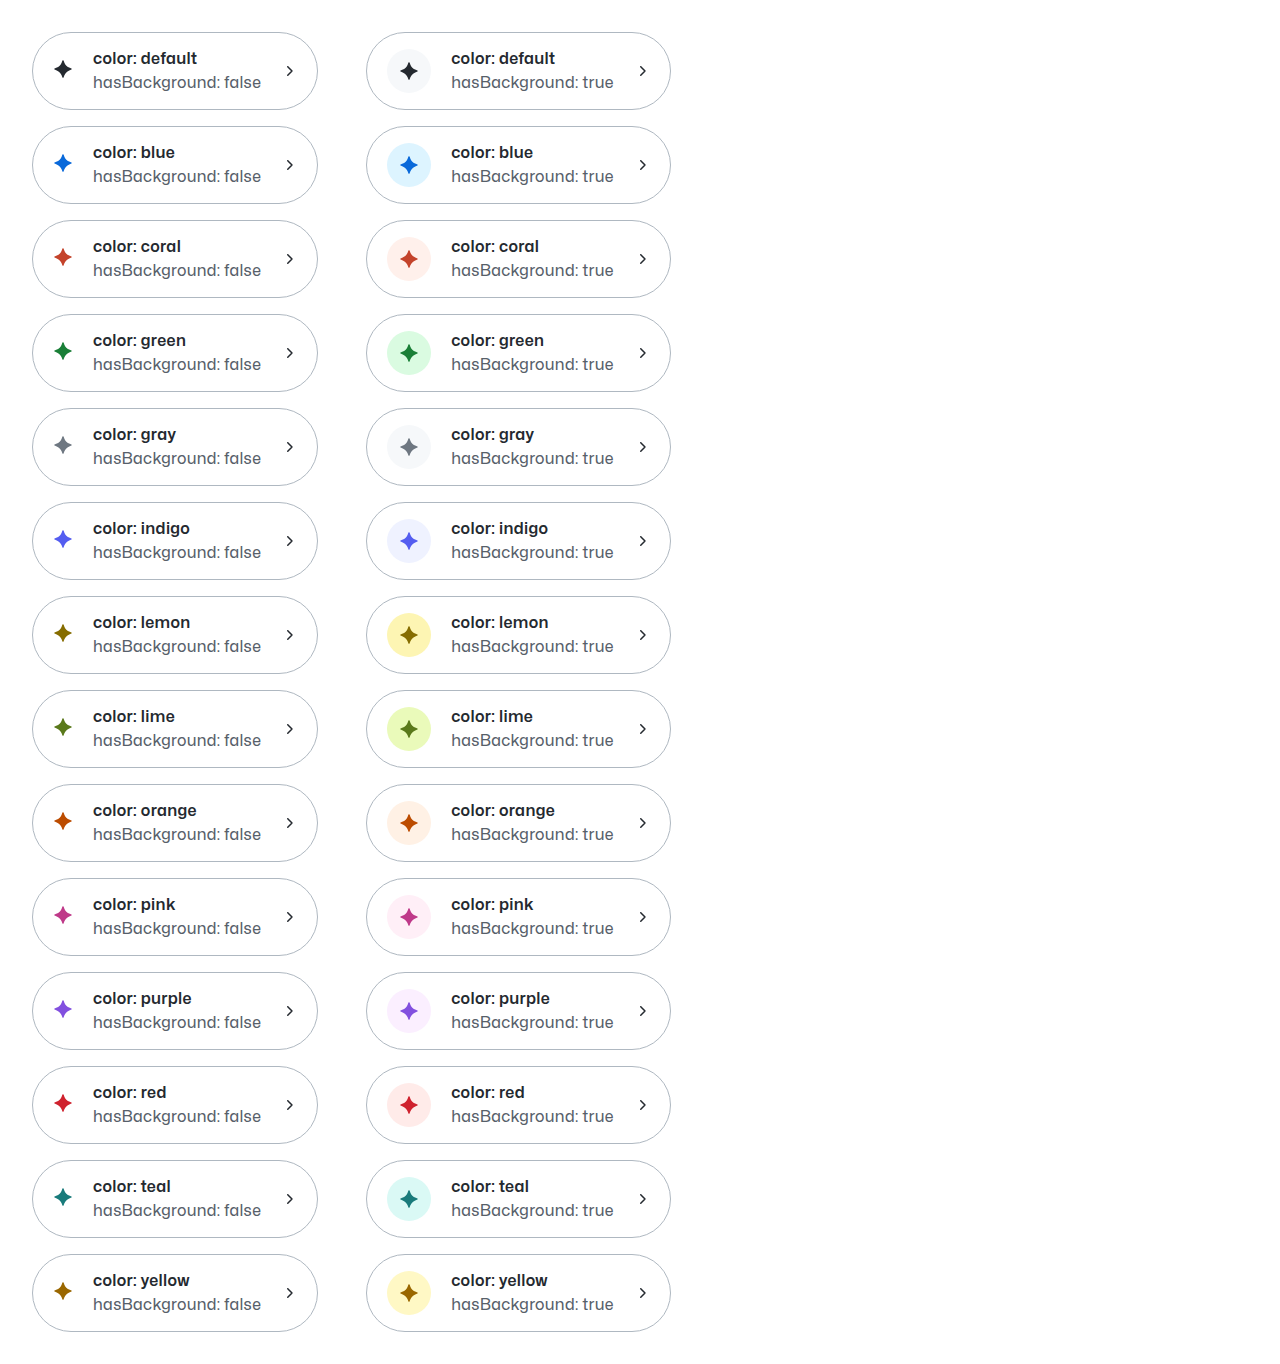 color: default
hasBackground: false
color: default
hasBackground: true
color: blue
hasBackground: false
color: blue
hasBackground: true
color: coral
hasBackground: false
color: coral
hasBackground: true
color: green
hasBackground: false
color: green
hasBackground: true
color: gray
hasBackground: false
color: gray
hasBackground: true
color: indigo
hasBackground: false
color: indigo
hasBackground: true
color: lemon
hasBackground: false
color: lemon
hasBackground: true
color: lime
hasBackground: false
color: lime
hasBackground: true
color: orange
hasBackground: false
color: orange
hasBackground: true
color: pink
hasBackground: false
color: pink
hasBackground: true
color: purple
hasBackground: false
color: purple
hasBackground: true
color: red
hasBackground: false
color: red
hasBackground: true
color: teal
hasBackground: false
color: teal
hasBackground: true
color: yellow
hasBackground: false
color: yellow
hasBackground: true